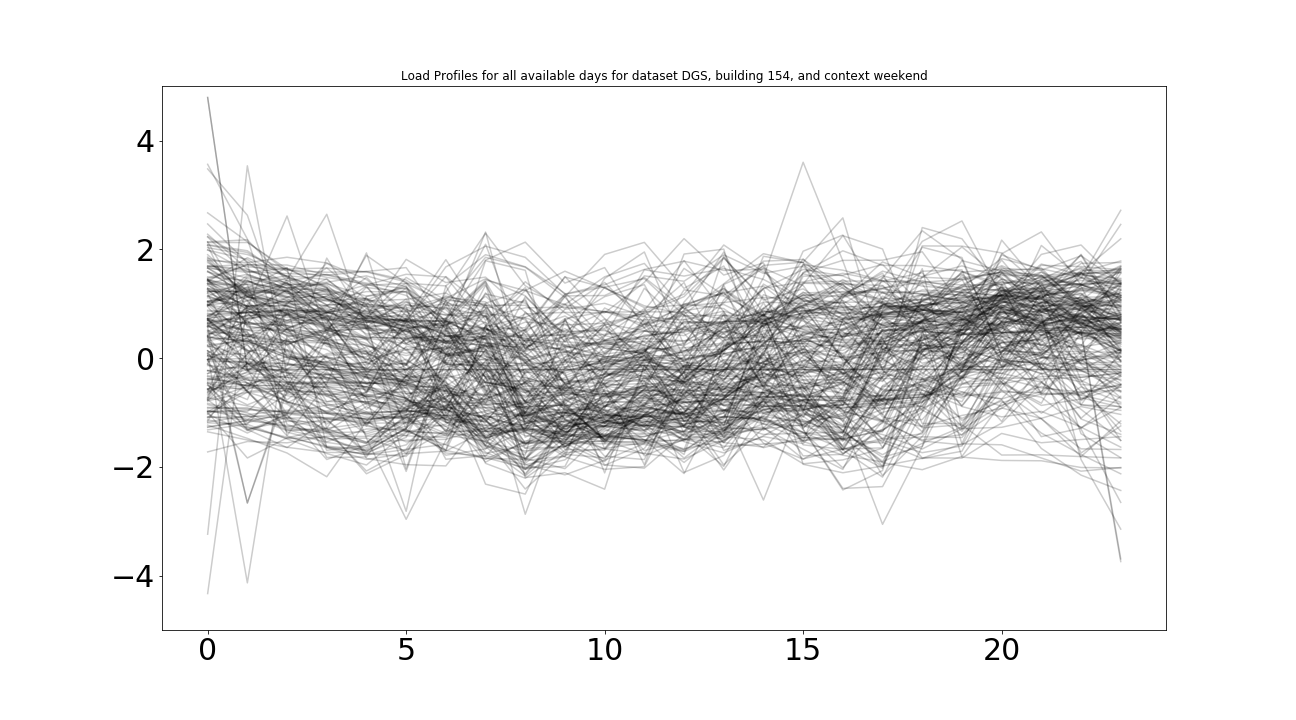 Load Profiles for all available days for dataset DGS, building 154, and context weekend
4
2
0
−2
−4
0 5 10 15 20